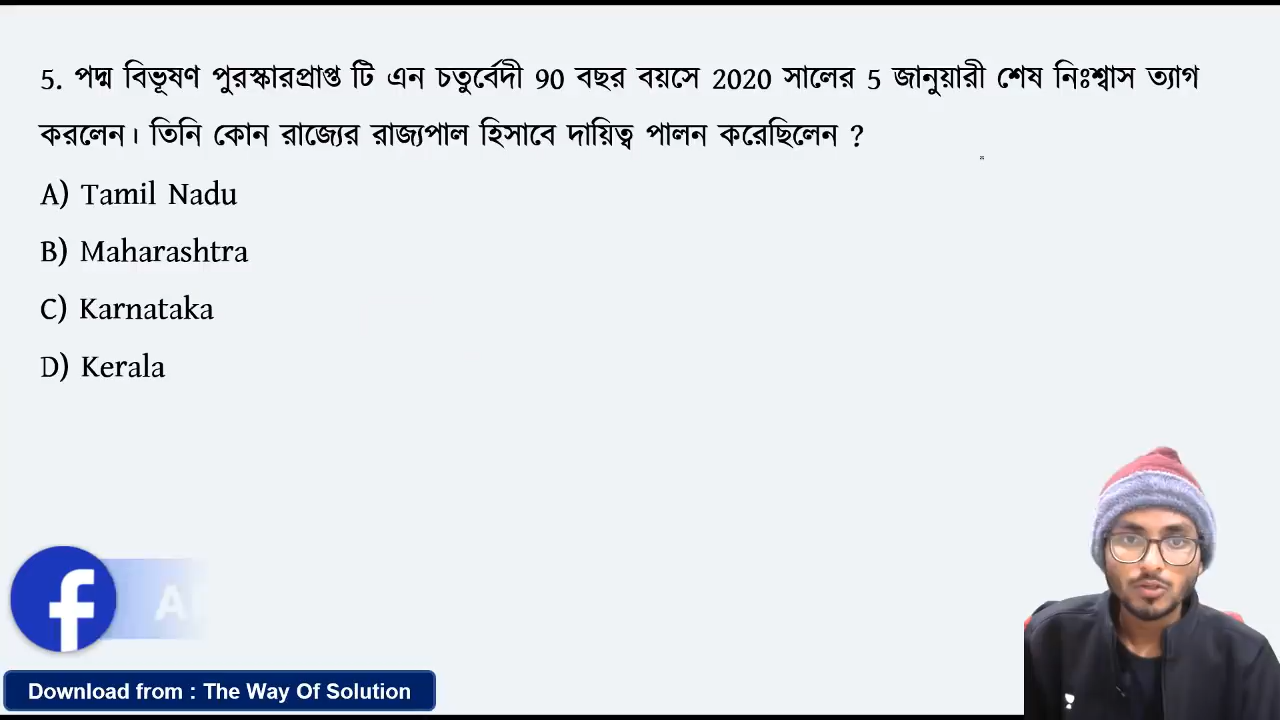 5. পদ্ম বিভূষণ পুরস্কারপ্রাপ্ত টি এন চতুর্বেদী 90 বছর বয়সে 2020 সালের 5 জানুয়ারী শেষ নিঃশ্বাস ত্যাগ
করলেন। তিনি কোন রাজ্যের রাজ্যপাল হিসাবে দায়িত্ব পালন করেছিলেন ?
A) Tamil Nadu
B) Maharashtra
C) Karnataka
D) Kerala
Download from : The Way Of Solution